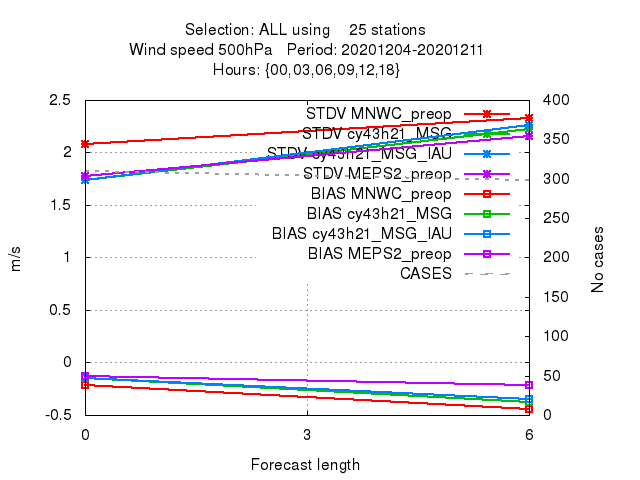 Selection: ALL using 25 stations
Wind speed 500hPa Period: 20201204-20201211
Hours: {00,03,06,09,12,18}
2.5
2
1.5
1
0.5
0
-0.5
m/s
400
350
300
250
200
150
100
50
0
No cases
STDV MNWC_preop
STDV cy43h21_MSG
STDV cy43h21_MSG_IAU
STDV MEPS2_preop
BIAS MNWC_preop
BIAS cy43h21_MSG
BIAS cy43h21_MSG_IAU
BIAS MEPS2_preop
CASES
0 3 6
Forecast length